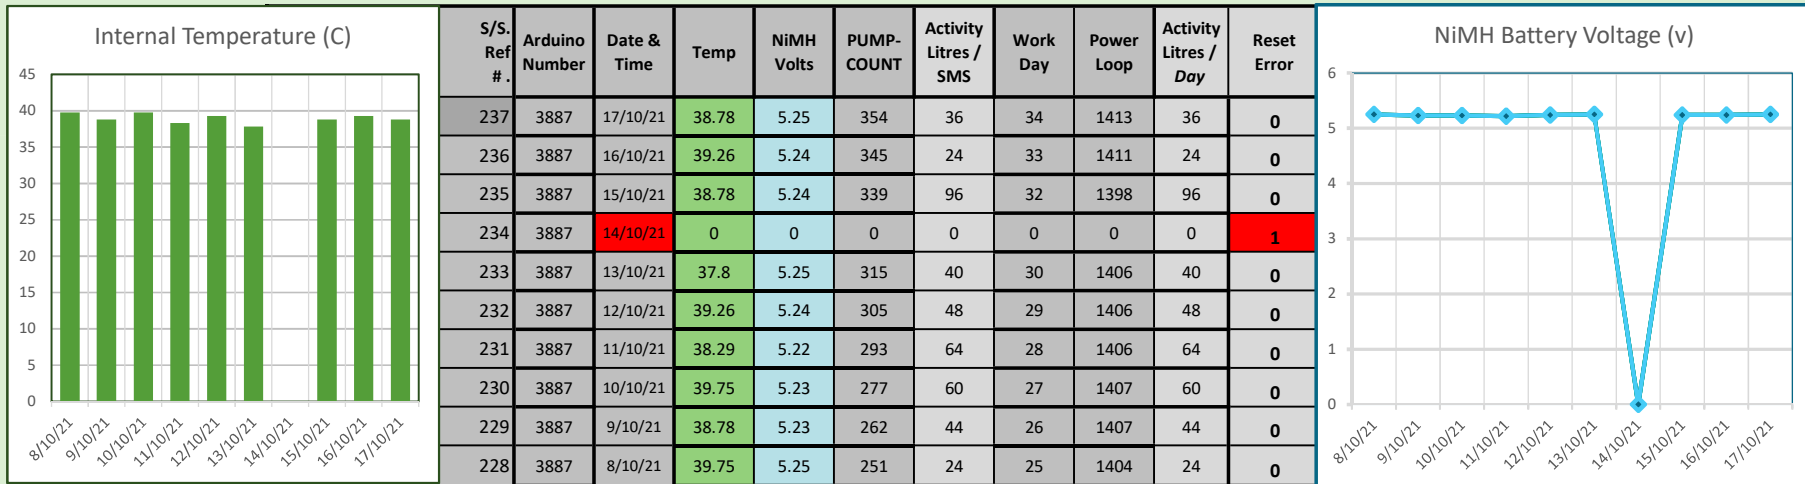 Internal Temperature (C)
45
40
35
30
25
20
15
10
5
0
8/10/21 9/10/21 10/10/21 11/10/21 12/10/21 13/10/21 14/10/21 15/10/21 16/10/21 17/10/21
S/S. Ref # . Arduino Number Date & Time Temp NiMH Volts PUMP-COUNT Activity Litres / SMS Work Day Power Loop Activity Litres / Day Reset Error
237 3887 17/10/21 38.78 5.25 354 36 34 1413 36 0
236 3887 16/10/21 39.26 5.24 345 24 33 1411 24 0
235 3887 15/10/21 38.78 5.24 339 96 32 1398 96 0
234 3887 14/10/21 0 0 0 0 0 0 0 1
233 3887 13/10/21 37.8 5.25 315 40 30 1406 40 0
232 3887 12/10/21 39.26 5.24 305 48 29 1406 48 0
231 3887 11/10/21 38.29 5.22 293 64 28 1406 64 0
230 3887 10/10/21 39.75 5.23 277 60 27 1407 60 0
229 3887 9/10/21 38.78 5.23 262 44 26 1407 44 0
228 3887 8/10/21 39.75 5.25 251 24 25 1404 24 0
NiMH Battery Voltage (v)
6
5
4
3
2
1
0
8/10/21 9/10/21 10/10/21 11/10/21 12/10/21 13/10/21 14/10/21 15/10/21 16/10/21 17/10/21